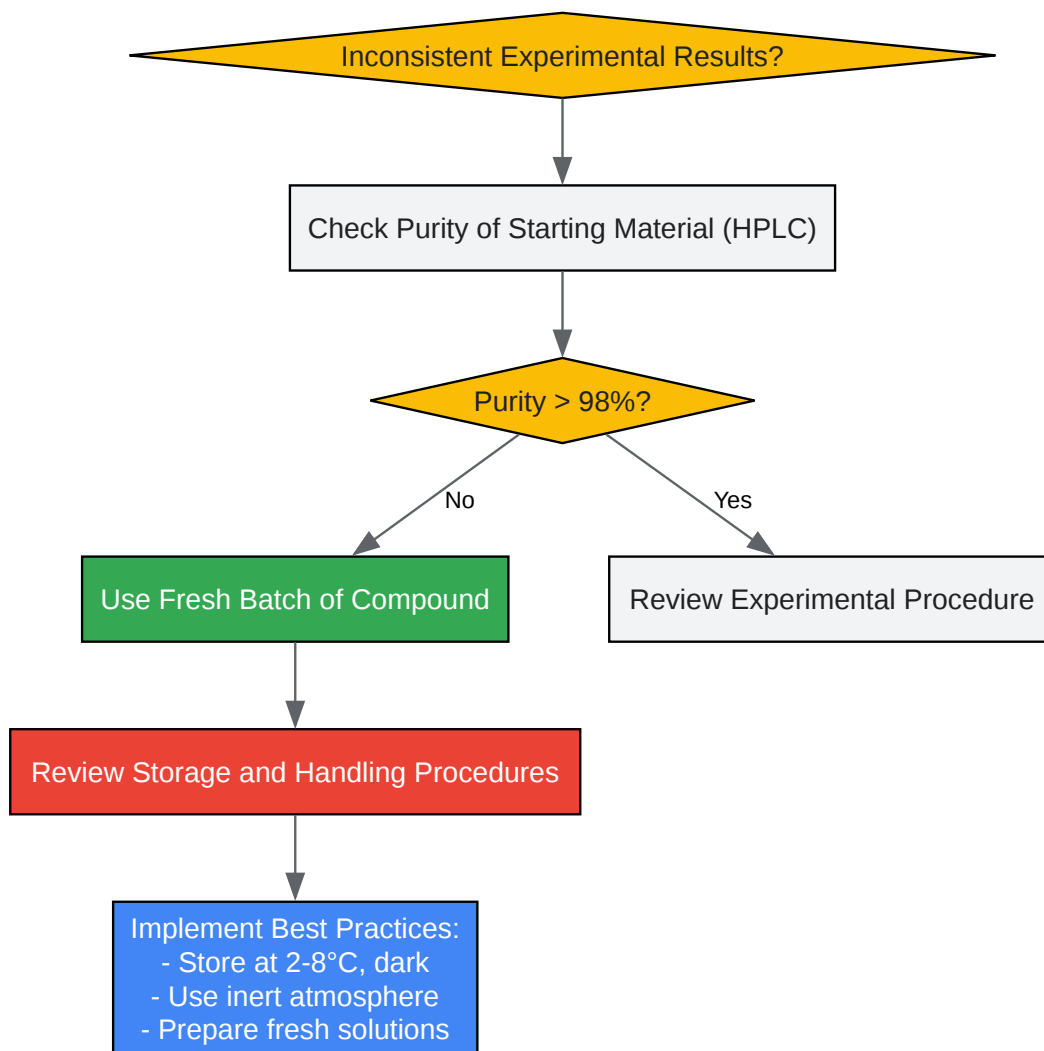 Inconsistent Experimental Results?
Check Purity of Starting Material (HPLC)
Purity > 98%?
No
Yes
Use Fresh Batch of Compound
Review Experimental Procedure
Review Storage and Handling Procedures
Implement Best Practices:
- Store at 2-8°C, dark
- Use inert atmosphere
- Prepare fresh solutions